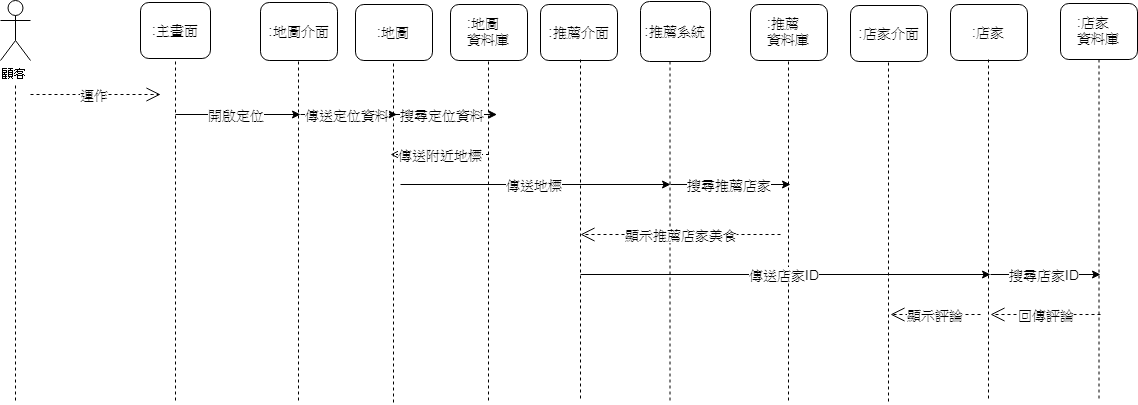 :主畫面
:地圖介面
:地圖
:地圖
資料庫
:推薦介面
:推薦系統
:推薦
資料庫
:店家介面
:店家
:店家
資料庫
顧客
運作
開啟定位
傳送定位資料
搜尋定位資料
傳送附近地標
傳送地標
搜尋推薦店家
顯示推薦店家美食
傳送店家ID
搜尋店家ID
顯示評論
回傳評論